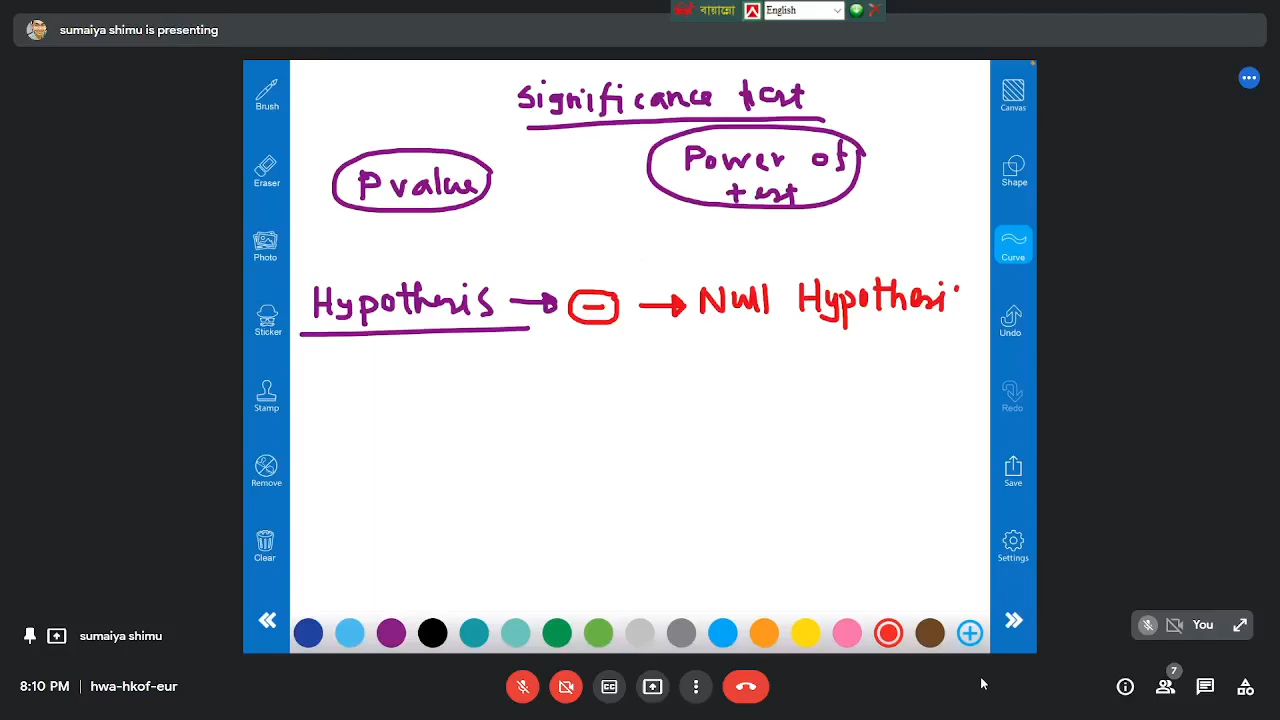 বায়ান্নো English
sumaiya shimu is presenting
Brush
Eraser
Photo
Sticker
Stamp
Remove
Clear
Significance test
P value
Power of
test
Hypothesis → − → Null Hypothesi
Canvas
Shape
Curve
Undo
Redo
Save
Settings
sumaiya shimu
You
8:10 PM | hwa-hkof-eur
7